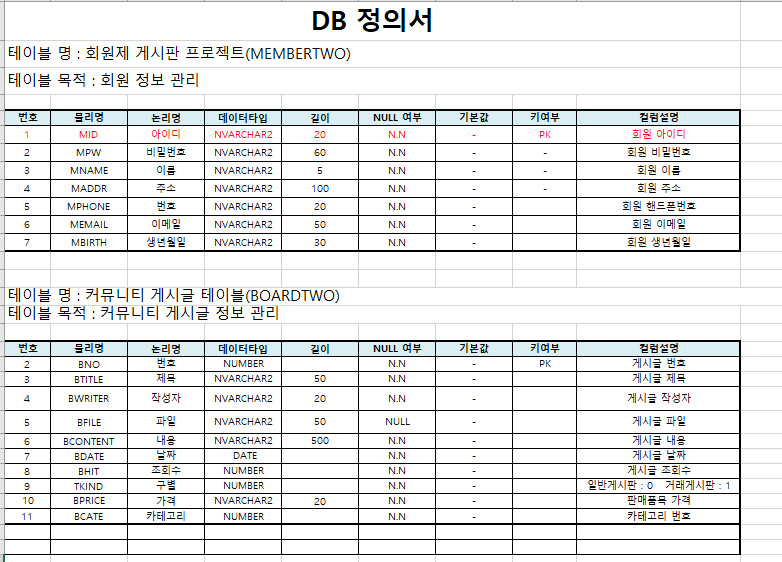 DB 정의서
테이블 명 : 회원제 게시판 프로젝트(MEMBERTWO)
테이블 목적 : 회원 정보 관리
번호 물리명 논리명 데이터타입 길이 NULL 여부 기본값 키여부 컬럼설명
1 MID 아이디 NVARCHAR2 20 N.N - PK 회원 아이디
2 MPW 비밀번호 NVARCHAR2 60 N.N - - 회원 비밀번호
3 MNAME 이름 NVARCHAR2 5 N.N - - 회원 이름
4 MADDR 주소 NVARCHAR2 100 N.N - - 회원 주소
5 MPHONE 번호 NVARCHAR2 20 N.N - 회원 핸드폰번호
6 MEMAIL 이메일 NVARCHAR2 50 N.N - 회원 이메일
7 MBIRTH 생년월일 NVARCHAR2 30 N.N - 회원 생년월일
테이블 명 : 커뮤니티 게시글 테이블(BOARDTWO)
테이블 목적 : 커뮤니티 게시글 정보 관리
번호 물리명 논리명 데이터타입 길이 NULL 여부 기본값 키여부 컬럼설명
2 BNO 번호 NUMBER N.N - PK 게시글 번호
3 BTITLE 제목 NVARCHAR2 50 N.N - 게시글 제목
4 BWRITER 작성자 NVARCHAR2 20 N.N - 게시글 작성자
5 BFILE 파일 NVARCHAR2 50 NULL - 게시글 파일
6 BCONTENT 내용 NVARCHAR2 500 N.N - 게시글 내용
7 BDATE 날짜 DATE N.N - 게시글 날짜
8 BHIT 조회수 NUMBER N.N - 게시글 조회수
9 TKIND 구별 NUMBER N.N - 일반게시판 : 0 거래게시판 : 1
10 BPRICE 가격 NVARCHAR2 20 N.N - 판매품목 가격
11 BCATE 카테고리 NUMBER N.N - 카테고리 번호